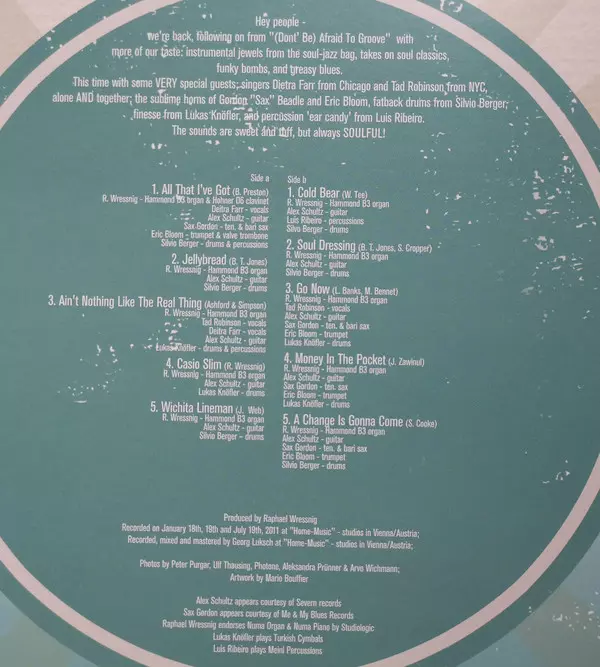 Hey people -
we're back, following on from "(Dont' Be) Afraid To Groove" with
more of our taste: instrumental jewels from the soul-jazz bag, takes on soul classics,
funky bombs, and greasy blues.
This time with some VERY special guests: singers Dietra Farr from Chicago and Tad Robinson from NYC,
alone AND together; the sublime horns of Gordon "Sax" Beadle and Eric Bloom, fatback drums from Silvio Berger,
finesse from Lukas Knöfler, and percussion 'ear candy' from Luis Ribeiro.
The sounds are sweet and tuff, but always SOULFUL!
Side a
1. All That I've Got (B. Preston)
R. Wressnig - Hammond B3 organ & Hohner D6 clavinet
Deitra Farr - vocals
Alex Schultz - guitar
Sax Gordon - ten. & bari sax
Eric Bloom - trumpet & valve trombone
Silvio Berger - drums & percussions
2. Jellybread (B. T. Jones)
R. Wressnig - Hammond B3 organ
Alex Schultz - guitar
Silvio Berger - drums
3. Ain't Nothing Like The Real Thing (Ashford & Simpson)
R. Wressnig - Hammond B3 organ
Tad Robinson - vocals
Deitra Farr - vocals
Alex Schultz - guitar
Lukas Knöfler - drums & percussions
4. Casio Slim (R. Wressnig)
R. Wressnig - Hammond B3 organ
Alex Schultz - guitar
Lukas Knöfler - drums
5. Wichita Lineman (J. Web)
R. Wressnig - Hammond B3 organ
Alex Schultz - guitar
Silvio Berger - drums
Side b
1. Cold Bear (W. Tee)
R. Wressnig - Hammond B3 organ
Alex Schultz - guitar
Luis Ribeiro - percussions
Silvo Berger - drums
2. Soul Dressing (B. T. Jones, S. Cropper)
R. Wressnig - Hammond B3 organ
Alex Schultz - guitar
Silvio Berger - drums
3. Go Now (L. Banks, M. Bennet)
R. Wressnig - Hammond B3 organ
Tad Robinson - vocals
Alex Schultz - guitar
Sax Gordon - ten. & bari sax
Eric Bloom - trumpet
Lukas Knöfler - drums
4. Money In The Pocket (J. Zawinul)
R. Wressnig - Hammond B3 organ
Alex Schultz - guitar
Sax Gordon - ten. sax
Eric Bloom - trumpet
Lukas Knöfler - drums
5. A Change Is Gonna Come (S. Cooke)
R. Wressnig - Hammond B3 organ
Alex Schultz - guitar
Sax Gordon - ten. & bari sax
Eric Bloom - trumpet
Silvio Berger - drums
Produced by Raphael Wressnig
Recorded on January 18th, 19th and July 19th, 2011 at "Home-Music" - studios in Vienna/Austria;
Recorded, mixed and mastered by Georg Luksch at "Home-Music" - studios in Vienna/Austria;
Photos by Peter Purgar, Ulf Thausing, Photone, Aleksandra Prünner & Arvo Wichmann;
Artwork by Mario Bouffier
Alex Schultz appears courtesy of Severn records
Sax Gordon appears courtesy of Me & My Blues Records
Raphael Wressnig endorses Numa Organ & Numa Piano by Studiologic
Lukas Knöfler plays Turkish Cymbals
Luis Ribeiro plays Meinl Percussions